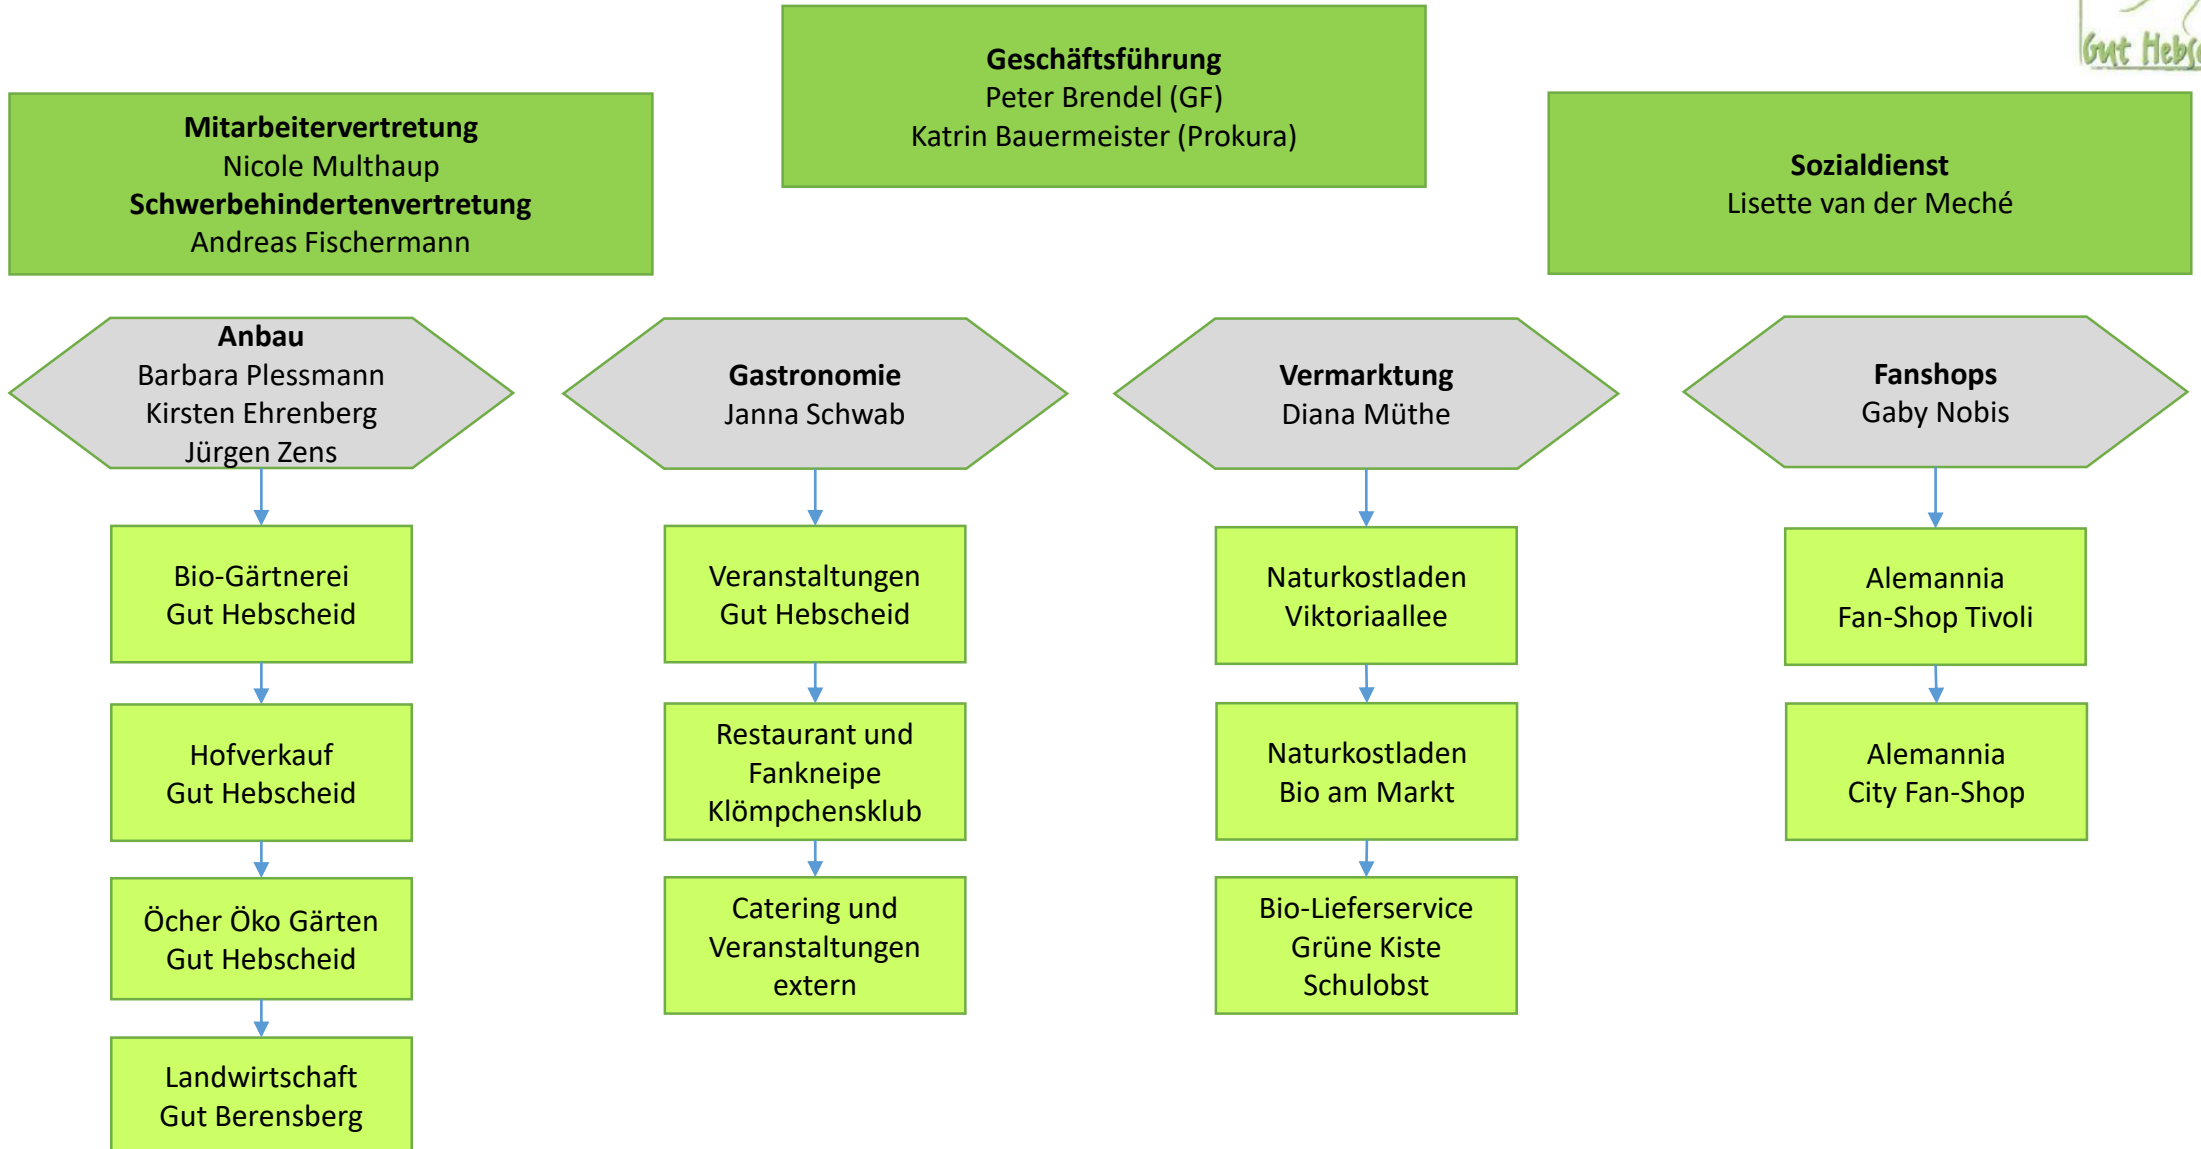 Gut Hebsc
Geschäftsführung
Peter Brendel (GF)
Katrin Bauermeister (Prokura)
Mitarbeitervertretung
Nicole Multhaup
Schwerbehindertenvertretung
Andreas Fischermann
Sozialdienst
Lisette van der Meché
Anbau
Barbara Plessmann
Kirsten Ehrenberg
Jürgen Zens
Bio-Gärtnerei
Gut Hebscheid
Hofverkauf
Gut Hebscheid
Öcher Öko Gärten
Gut Hebscheid
Landwirtschaft
Gut Berensberg
Gastronomie
Janna Schwab
Veranstaltungen
Gut Hebscheid
Restaurant und
Fankneipe
Klömpchensklub
Catering und
Veranstaltungen
extern
Vermarktung
Diana Müthe
Naturkostladen
Viktoriaallee
Naturkostladen
Bio am Markt
Bio-Lieferservice
Grüne Kiste
Schulobst
Fanshops
Gaby Nobis
Alemannia
Fan-Shop Tivoli
Alemannia
City Fan-Shop